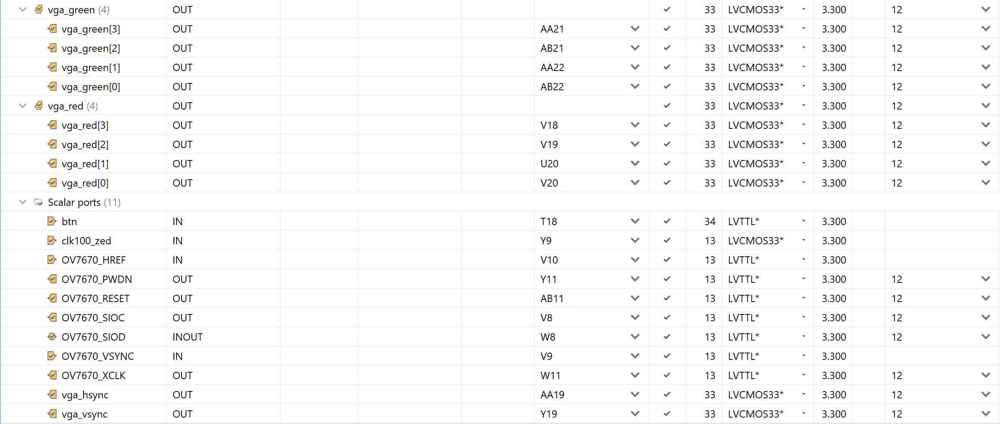 vga_green (4) OUT 33 LVCMOS33* 3.300 12
vga_green[3] OUT AA21 33 LVCMOS33* 3.300 12
vga_green[2] OUT AB21 33 LVCMOS33* 3.300 12
vga_green[1] OUT AA22 33 LVCMOS33* 3.300 12
vga_green[0] OUT AB22 33 LVCMOS33* 3.300 12
vga_red (4) OUT 33 LVCMOS33* 3.300 12
vga_red[3] OUT V18 33 LVCMOS33* 3.300 12
vga_red[2] OUT V19 33 LVCMOS33* 3.300 12
vga_red[1] OUT U20 33 LVCMOS33* 3.300 12
vga_red[0] OUT V20 33 LVCMOS33* 3.300 12
Scalar ports (11)
btn IN T18 34 LVTTL* 3.300
clk100_zed IN Y9 13 LVCMOS33* 3.300
OV7670_HREF IN V10 13 LVTTL* 3.300
OV7670_PWDN OUT Y11 13 LVTTL* 3.300 12
OV7670_RESET OUT AB11 13 LVTTL* 3.300 12
OV7670_SIOC OUT V8 13 LVTTL* 3.300 12
OV7670_SIOD INOUT W8 13 LVTTL* 3.300 12
OV7670_VSYNC IN V9 13 LVTTL* 3.300
OV7670_XCLK OUT W11 13 LVTTL* 3.300 12
vga_hsync OUT AA19 33 LVCMOS33* 3.300 12
vga_vsync OUT Y19 33 LVCMOS33* 3.300 12